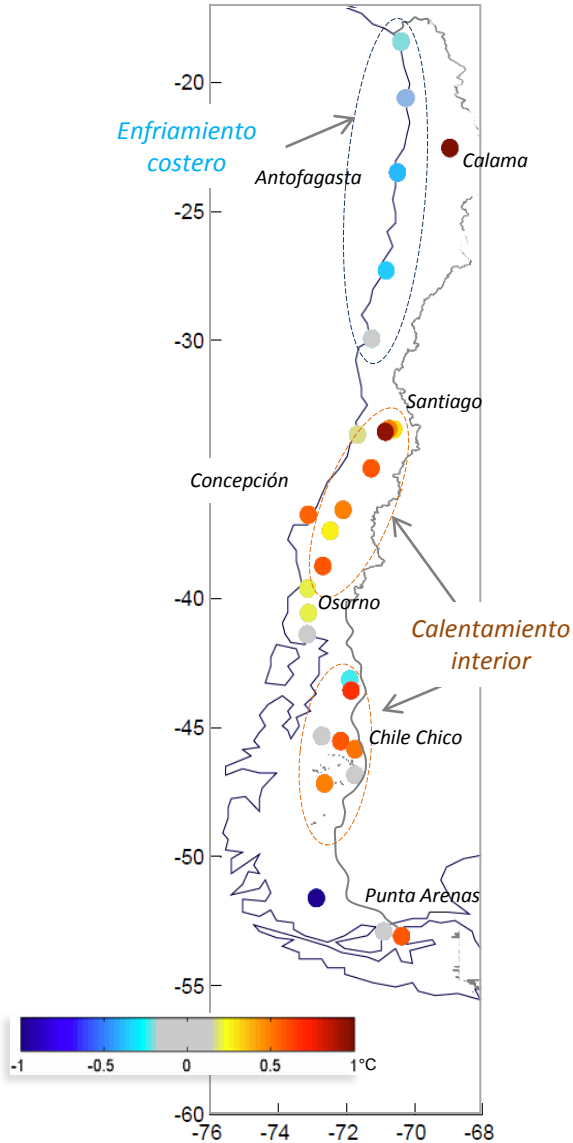 -20
Enfriamiento
costero
Calama
Antofagasta
-25
-30
Santiago
-35
Concepción
-40
Osorno
Calentamiento
interior
-45
Chile Chico
-50
Punta Arenas
-55
-1
-0.5
0
0.5
1°C
-60
-76
-74
-72
-70
-68